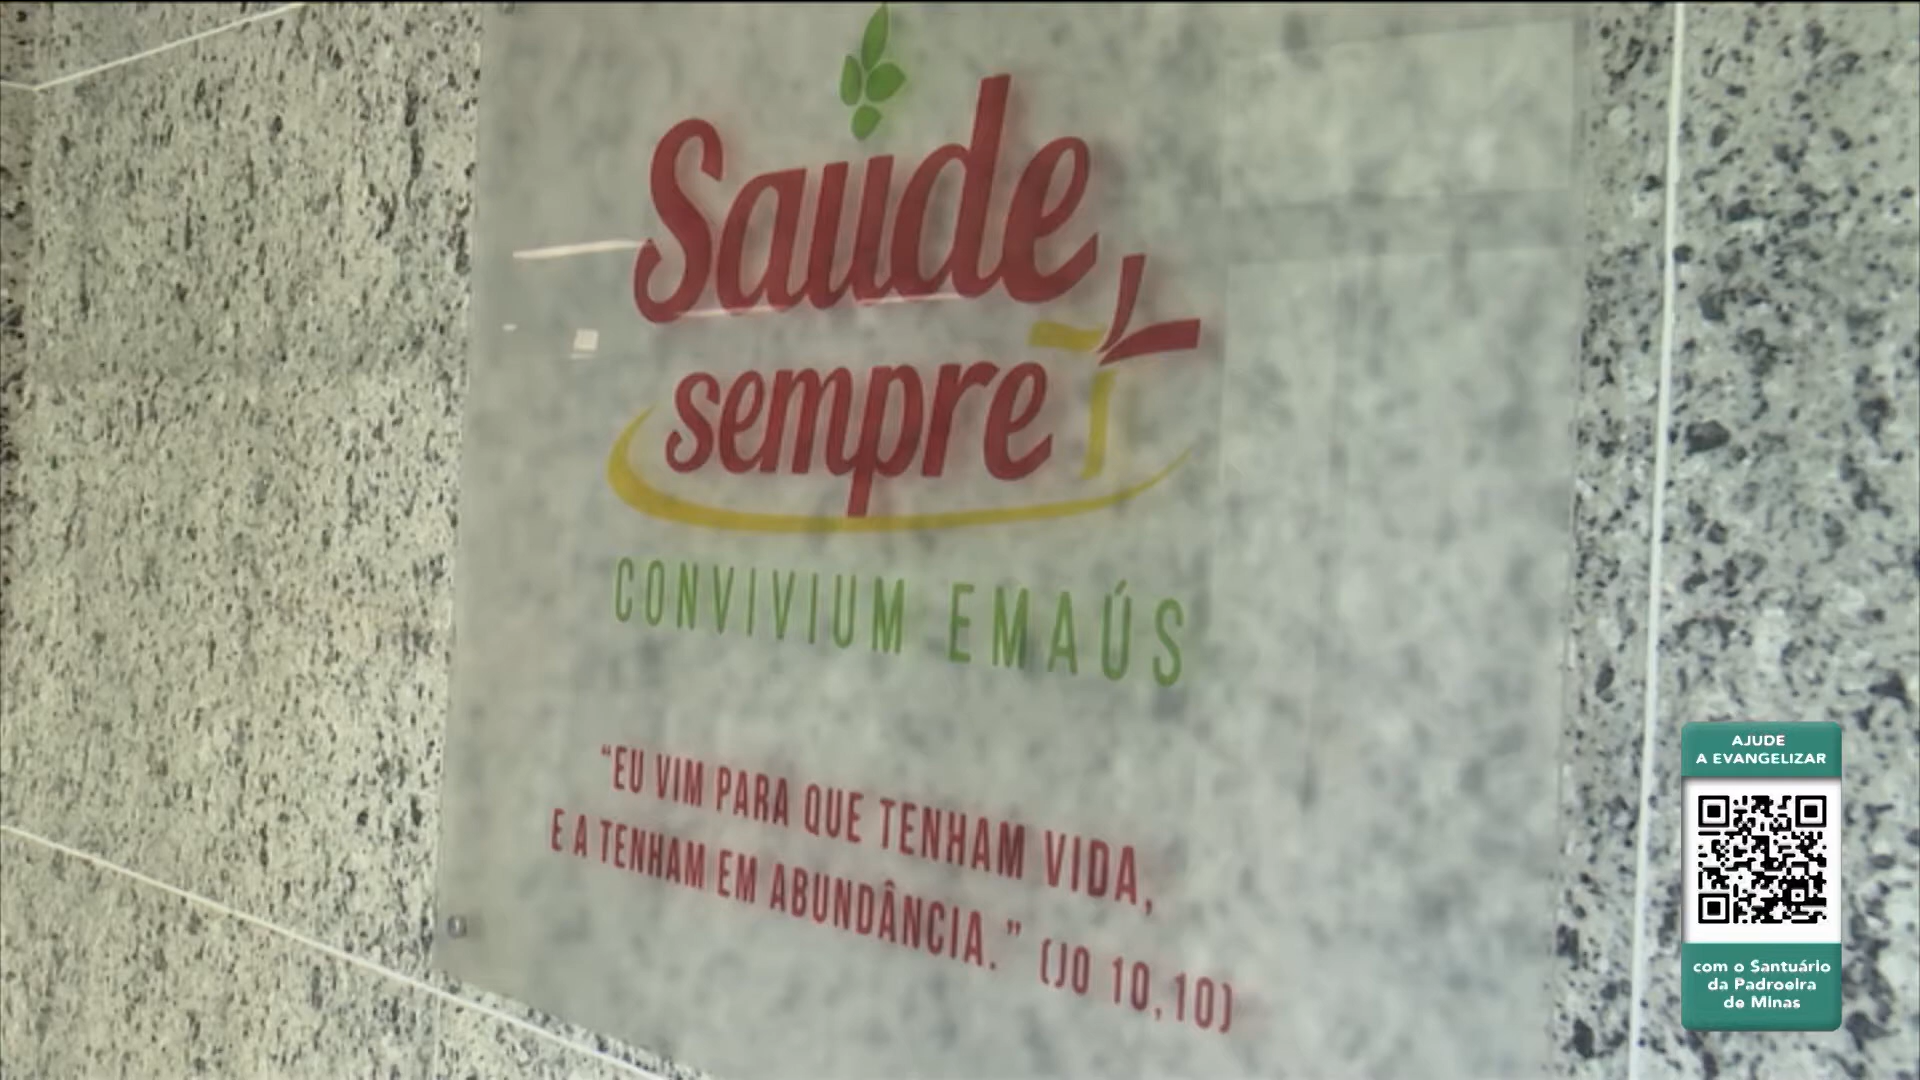 Saúde,
sempre
CONVIVIUM EMAÚS
“EU VIM PARA QUE TENHAM VIDA,
E A TENHAM EM ABUNDÂNCIA.” (JO 10,10)
AJUDE
A EVANGELIZAR
com o Santuário
da Padroeira
de Minas